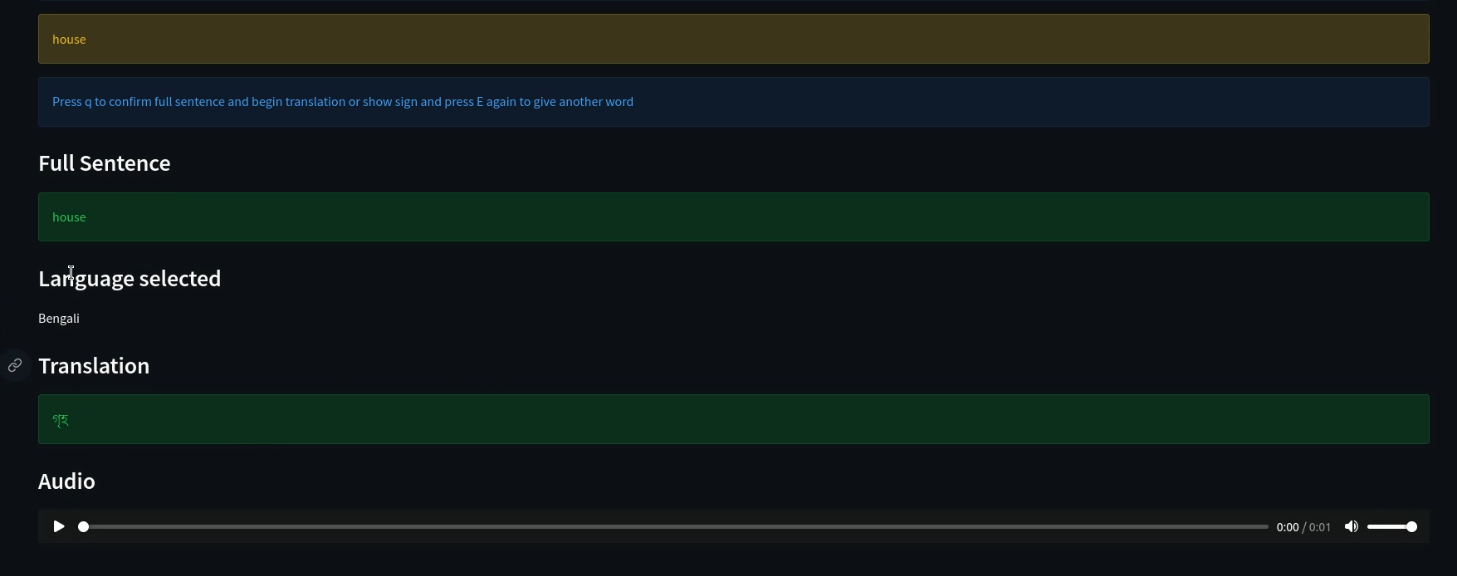 house
Press q to confirm full sentence and begin translation or show sign and press E again to give another word
Full Sentence
house
Language selected
Bengali
Translation
গৃহ
Audio
0:00 / 0:01